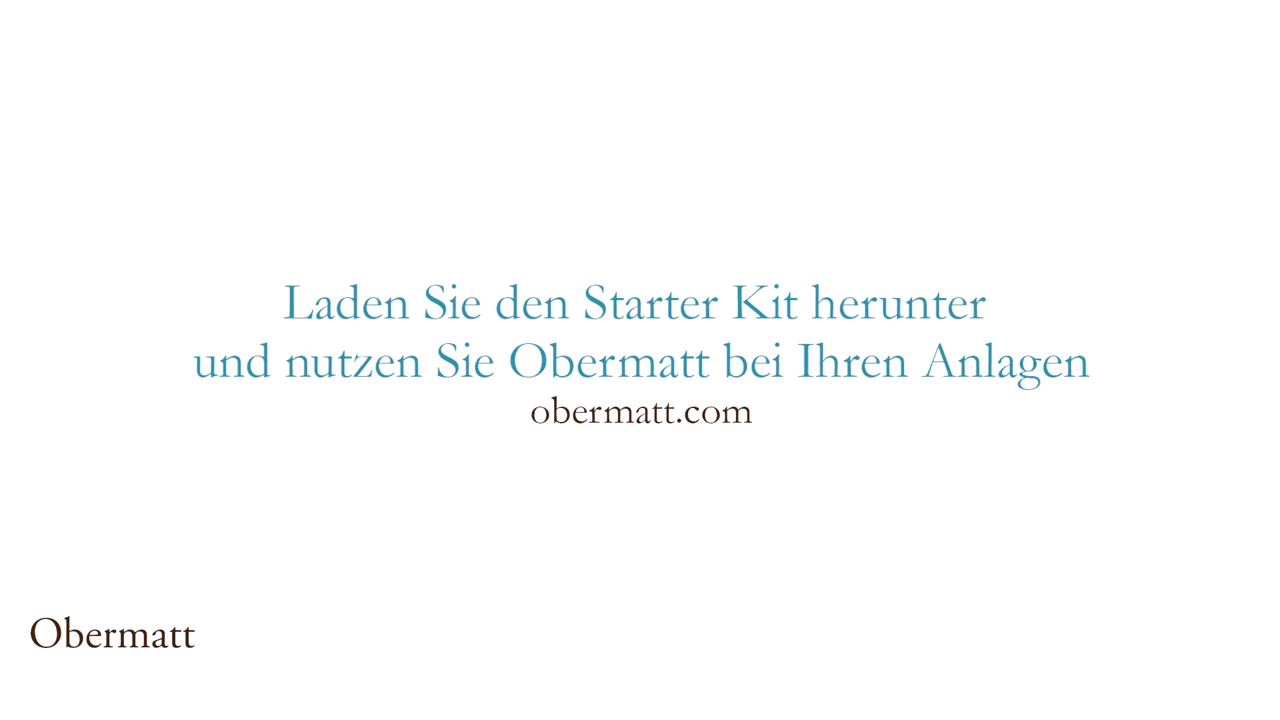 Laden Sie den Starter Kit herunter
und nutzen Sie Obermatt bei Ihren Anlagen
obermatt.com
Obermatt